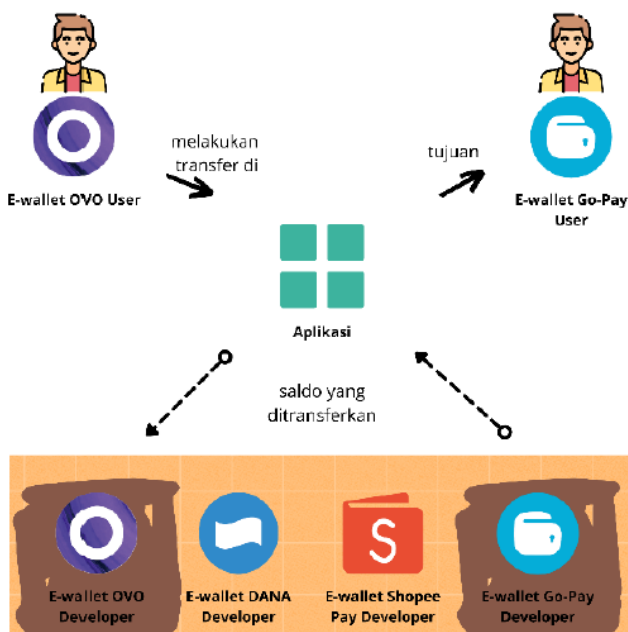 melakukan
transfer di
tujuan
E-wallet OVO User
E-wallet Go-Pay
User
Aplikasi
saldo yang
ditransferkan
S
E-wallet OVO
Developer
E-wallet DANA
Developer
E-wallet Shopee
Pay Developer
E-wallet Go-Pay
Developer